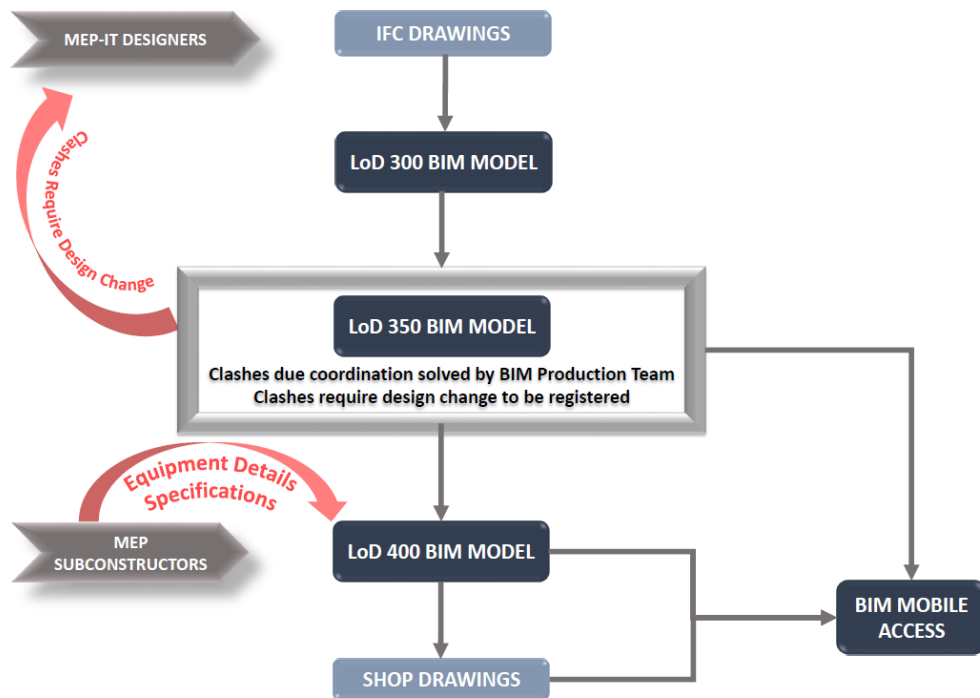 MEP-IT DESIGNERS
IFC DRAWINGS
LoD 300 BIM MODEL
Clashes Require Design Change
LoD 350 BIM MODEL
Clashes due coordination solved by BIM Production Team
Clashes require design change to be registered
Equipment Details
Specifications
MEP
SUBCONSTRUCTORS
LoD 400 BIM MODEL
BIM MOBILE
ACCESS
SHOP DRAWINGS